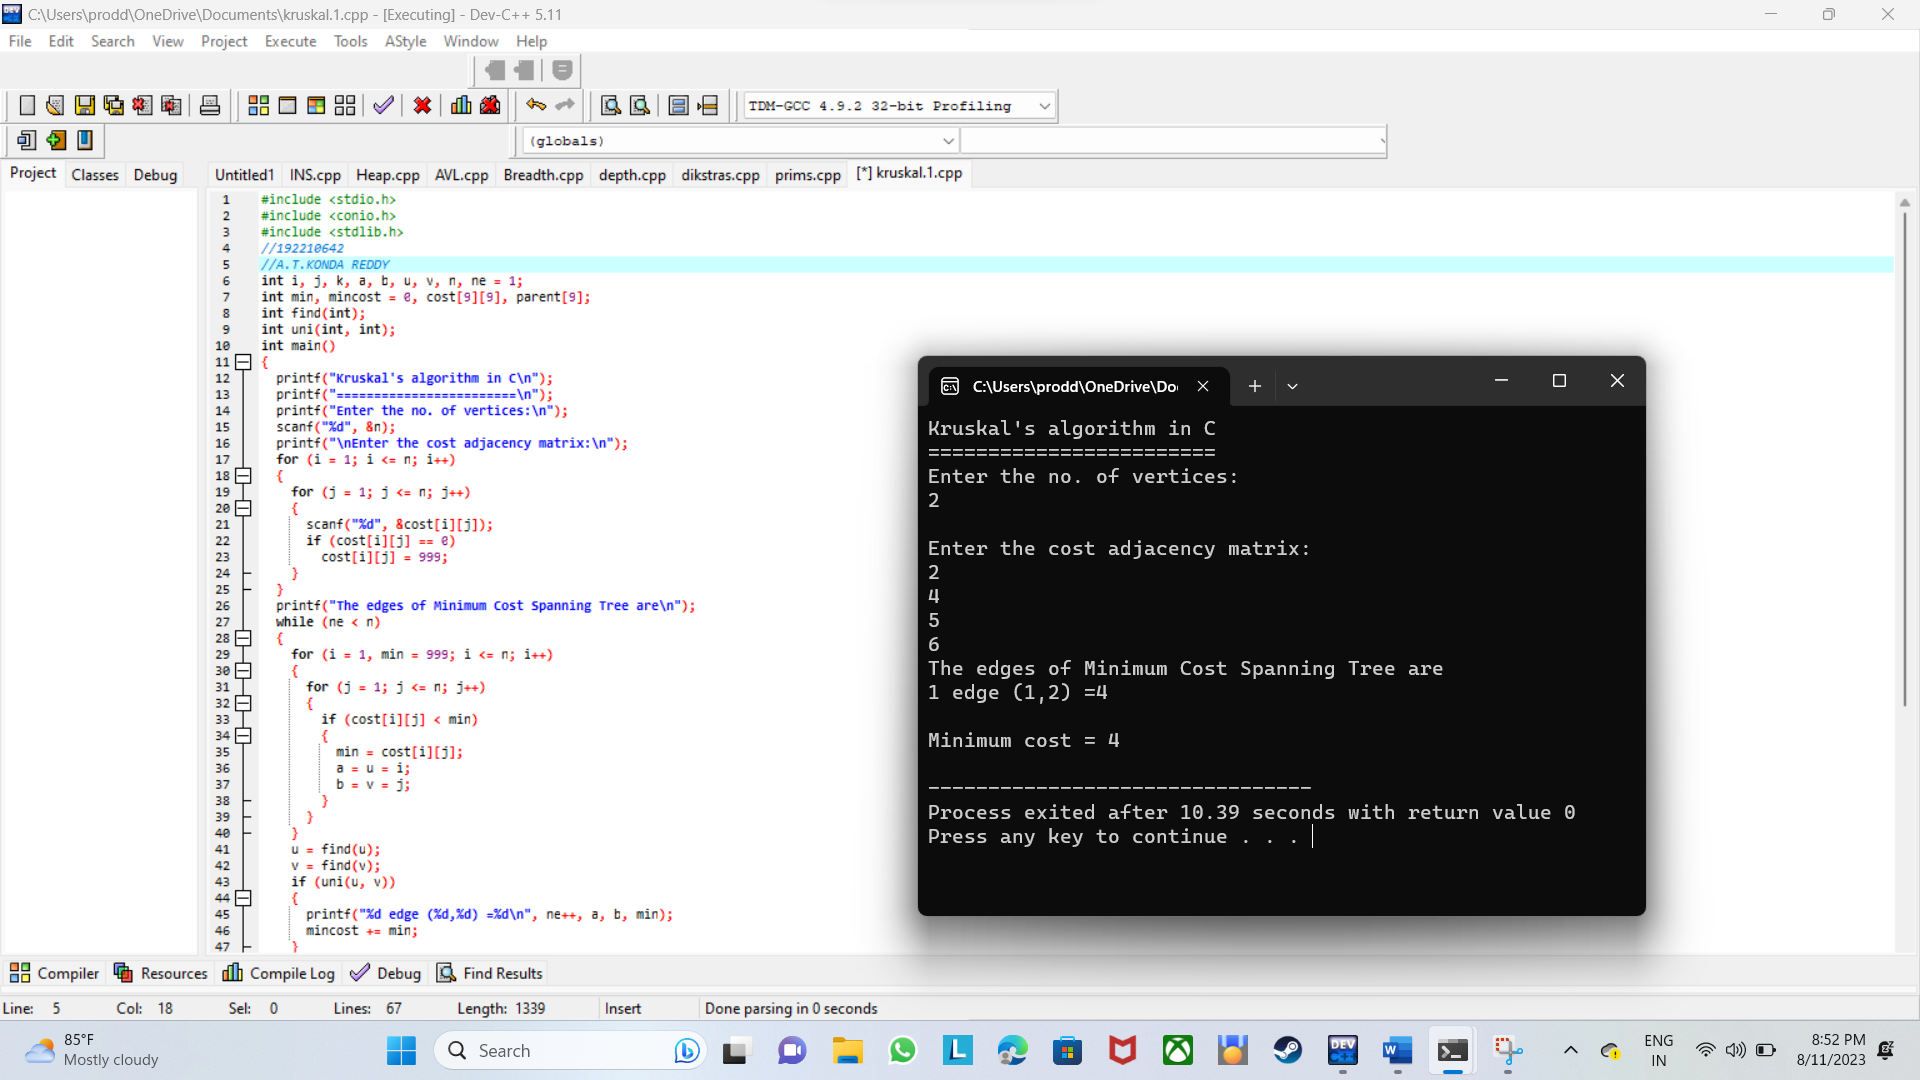 C:\Users\prodd\OneDrive\Documents\kruskal.1.cpp - [Executing] - Dev-C++ 5.11
File Edit Search View Project Execute Tools AStyle Window Help
TDM-GCC 4.9.2 32-bit Profiling
(globals)
Project Classes Debug
Untitled1 INS.cpp Heap.cpp AVL.cpp Breadth.cpp depth.cpp dikstras.cpp prims.cpp [*] kruskal.1.cpp
1 #include <stdio.h>
2 #include <conio.h>
3 #include <stdlib.h>
4 //192210642
5 //A.T.KONDA REDDY
6 int i, j, k, a, b, u, v, n, ne = 1;
7 int min, mincost = 0, cost[9][9], parent[9];
8 int find(int);
9 int uni(int, int);
10 int main()
11 {
12 printf("Kruskal's algorithm in C\n");
13 printf("========================\n");
14 printf("Enter the no. of vertices:\n");
15 scanf("%d", &n);
16 printf("\nEnter the cost adjacency matrix:\n");
17 for (i = 1; i <= n; i++)
18 {
19 for (j = 1; j <= n; j++)
20 {
21 scanf("%d", &cost[i][j]);
22 if (cost[i][j] == 0)
23 cost[i][j] = 999;
24 }
25 }
26 printf("The edges of Minimum Cost Spanning Tree are\n");
27 while (ne < n)
28 {
29 for (i = 1, min = 999; i <= n; i++)
30 {
31 for (j = 1; j <= n; j++)
32 {
33 if (cost[i][j] < min)
34 {
35 min = cost[i][j];
36 a = u = i;
37 b = v = j;
38 }
39 }
40 }
41 u = find(u);
42 v = find(v);
43 if (uni(u, v))
44 {
45 printf("%d edge (%d,%d) =%d\n", ne++, a, b, min);
46 mincost += min;
47 }
C:\Users\prodd\OneDrive\Do
Kruskal's algorithm in C
========================
Enter the no. of vertices:
2
Enter the cost adjacency matrix:
2
4
5
6
The edges of Minimum Cost Spanning Tree are
1 edge (1,2) =4
Minimum cost = 4
--------------------------------
Process exited after 10.39 seconds with return value 0
Press any key to continue . . .
Compiler Resources Compile Log Debug Find Results
Line: 5 Col: 18 Sel: 0 Lines: 67 Length: 1339 Insert Done parsing in 0 seconds
85°F
Mostly cloudy
Search
DEV
C++
ENG
IN
8:52 PM
8/11/2023